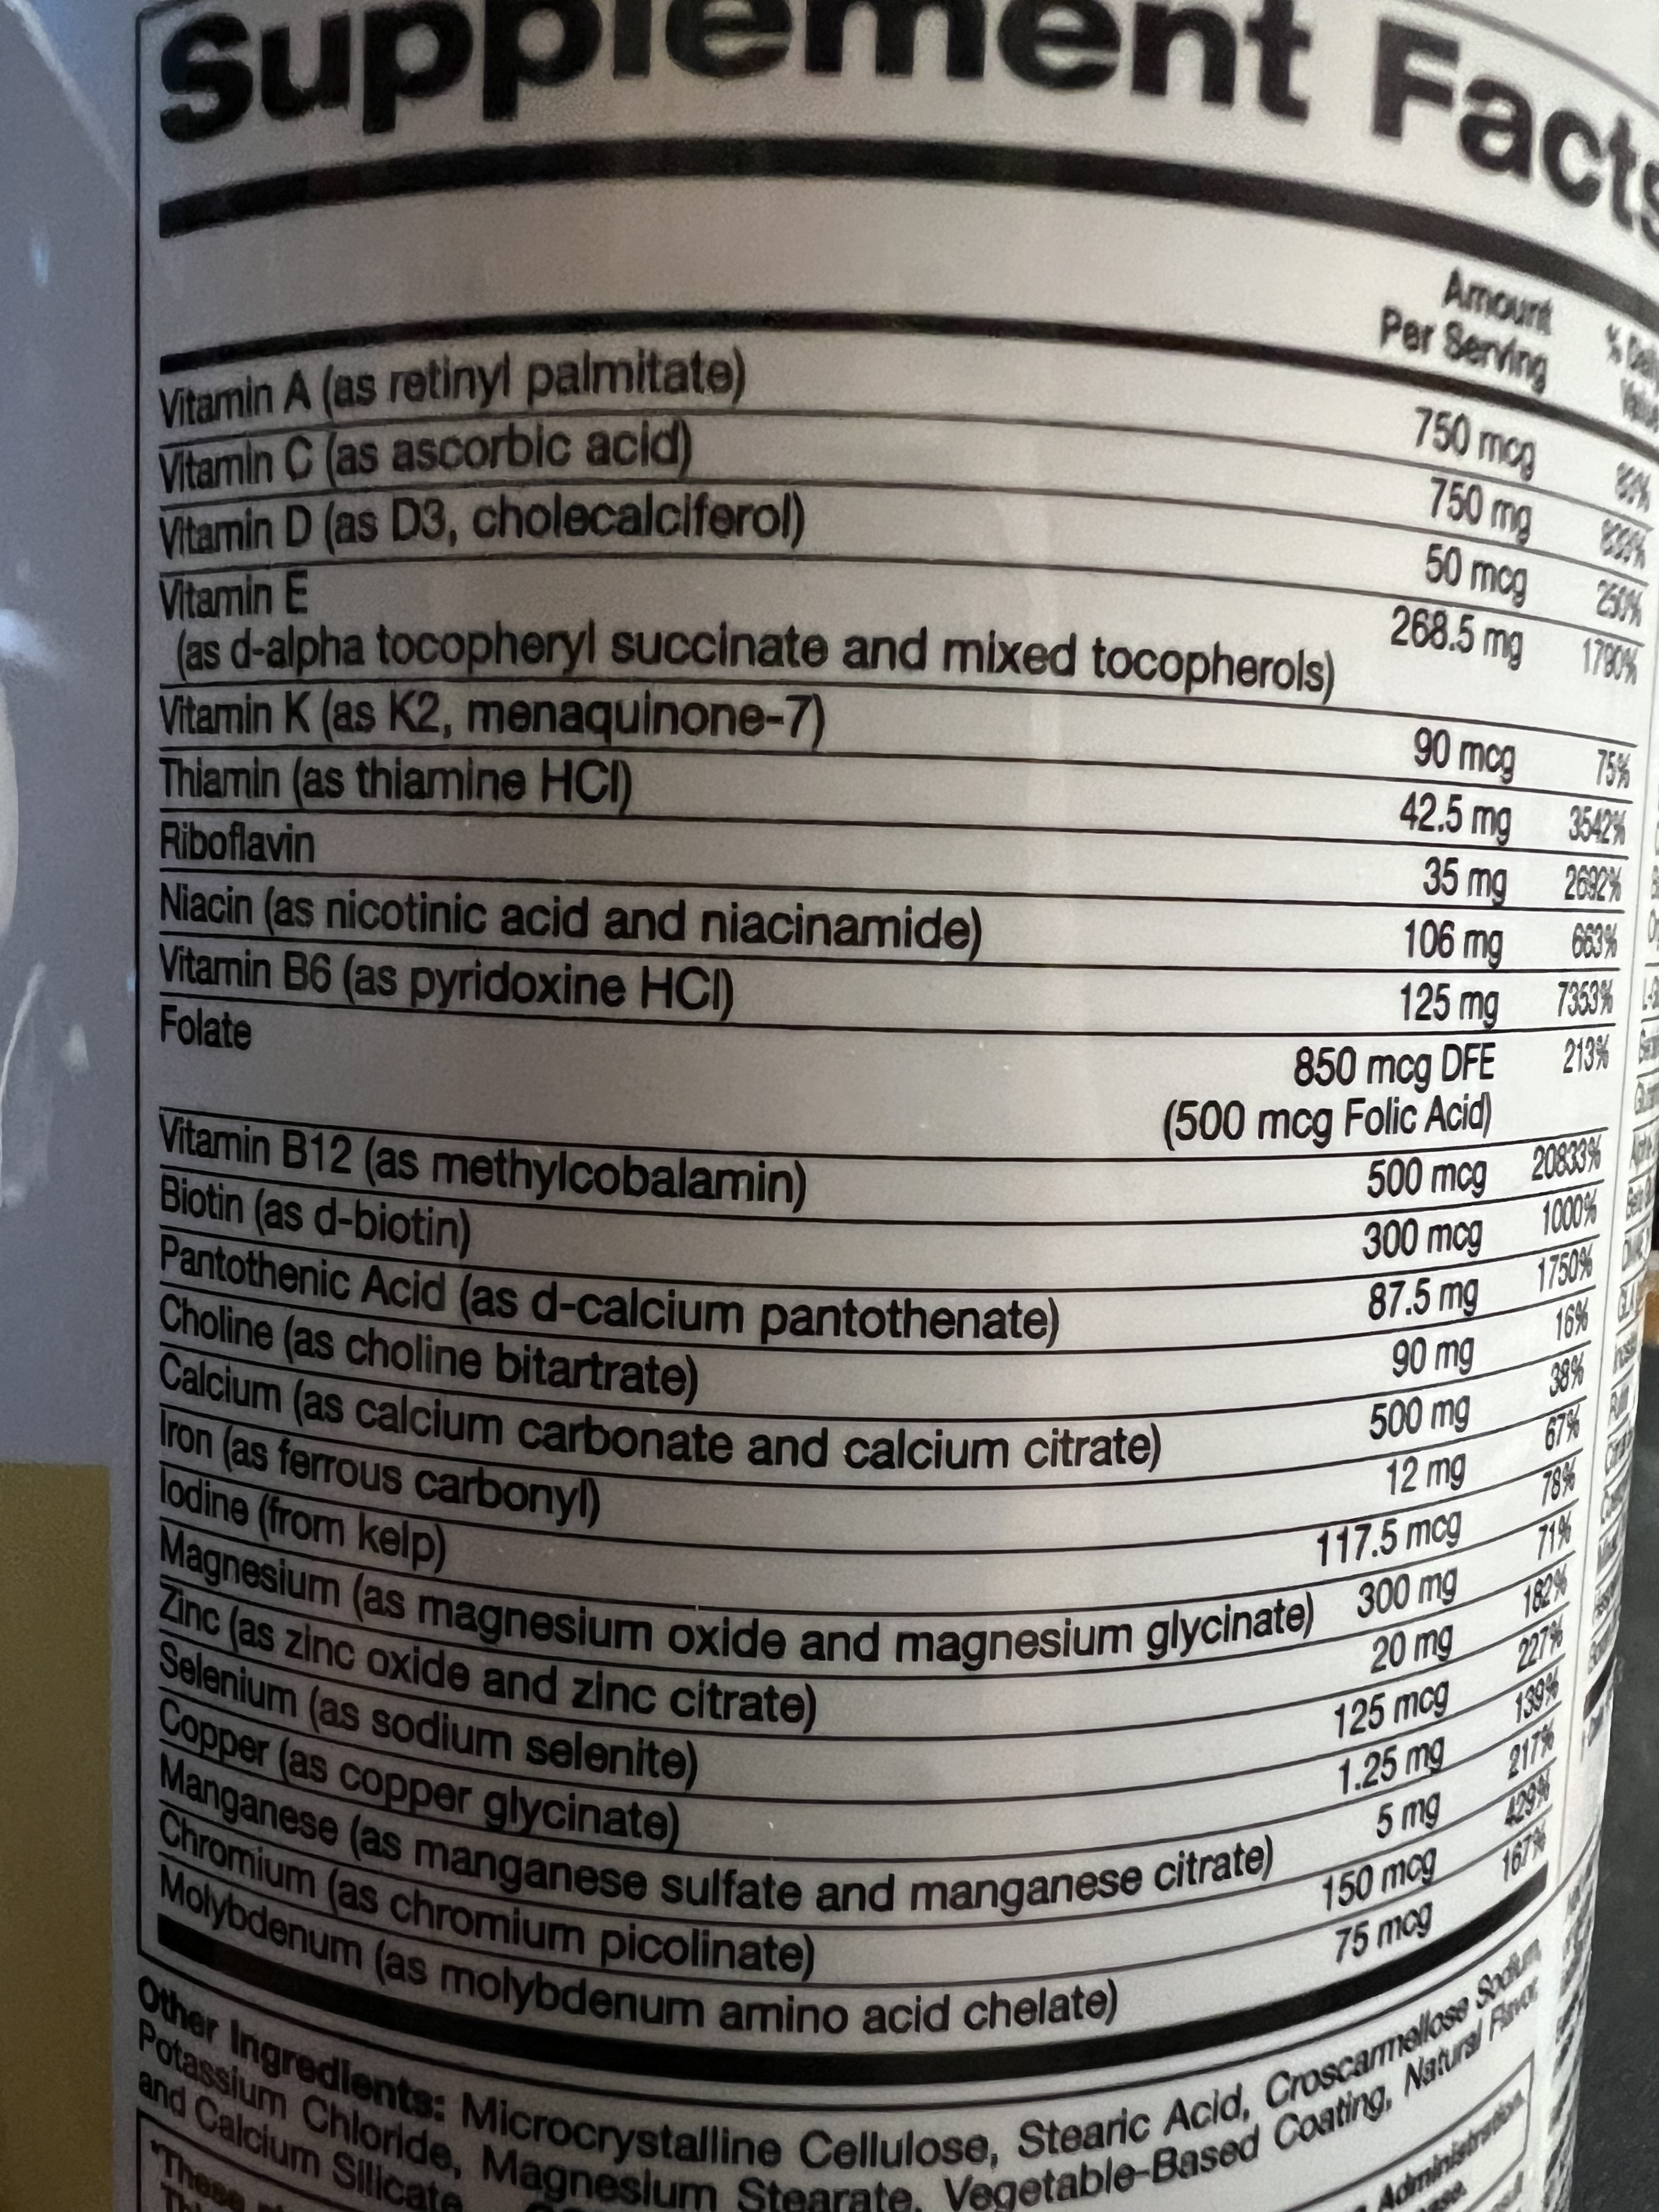 Supplement Facts
Amount
Per Serving
% Daily
Value
Vitamin A (as retinyl palmitate) 750 mcg 83%
Vitamin C (as ascorbic acid) 750 mg 833%
Vitamin D (as D3, cholecalciferol) 50 mcg 250%
Vitamin E 268.5 mg 1790%
(as d-alpha tocopheryl succinate and mixed tocopherols)
Vitamin K (as K2, menaquinone-7) 90 mcg 75%
Thiamin (as thiamine HCl) 42.5 mg 3542%
Riboflavin 35 mg 2692%
Niacin (as nicotinic acid and niacinamide) 106 mg 663%
Vitamin B6 (as pyridoxine HCl) 125 mg 7353%
Folate 850 mcg DFE 213%
(500 mcg Folic Acid)
Vitamin B12 (as methylcobalamin) 500 mcg 20833%
Biotin (as d-biotin) 300 mcg 1000%
Pantothenic Acid (as d-calcium pantothenate) 87.5 mg 1750%
Choline (as choline bitartrate) 90 mg 16%
Calcium (as calcium carbonate and calcium citrate) 500 mg 38%
Iron (as ferrous carbonyl) 12 mg 67%
Iodine (from kelp) 117.5 mcg 78%
Magnesium (as magnesium oxide and magnesium glycinate) 300 mg 71%
Zinc (as zinc oxide and zinc citrate) 20 mg 182%
Selenium (as sodium selenite) 125 mcg 227%
Copper (as copper glycinate) 1.25 mg 139%
Manganese (as manganese sulfate and manganese citrate) 5 mg 217%
Chromium (as chromium picolinate) 150 mcg 429%
Molybdenum (as molybdenum amino acid chelate) 75 mcg 167%
Other Ingredients: Microcrystalline Cellulose, Stearic Acid, Croscarmellose Sodium,
Potassium Chloride, Magnesium Stearate, Vegetable-Based Coating, Natural Flavor,
and Calcium Silicate.
*These
Administration.